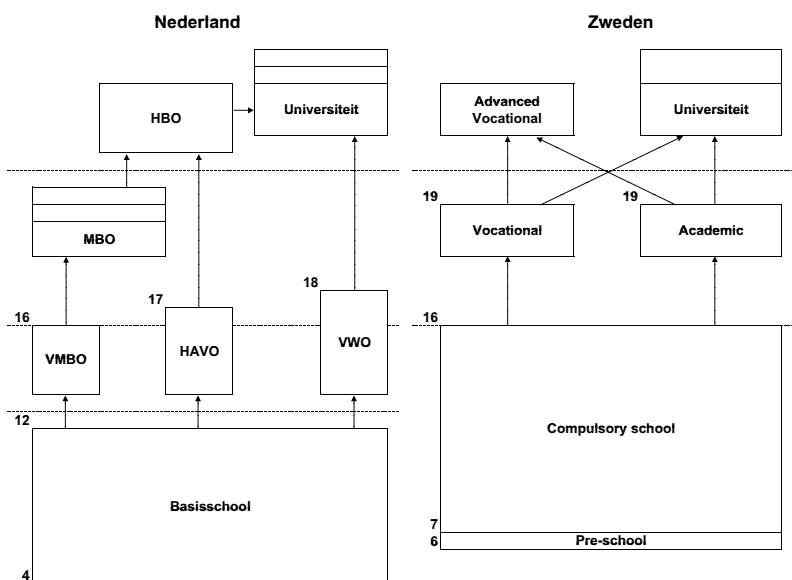 Nederland
Zweden
HBO
Universiteit
Advanced
Vocational
Universiteit
19
19
MBO
Vocational
Academic
18
17
16
16
VMBO
HAVO
VWO
12
Compulsory school
Basisschool
7
6
Pre-school
4